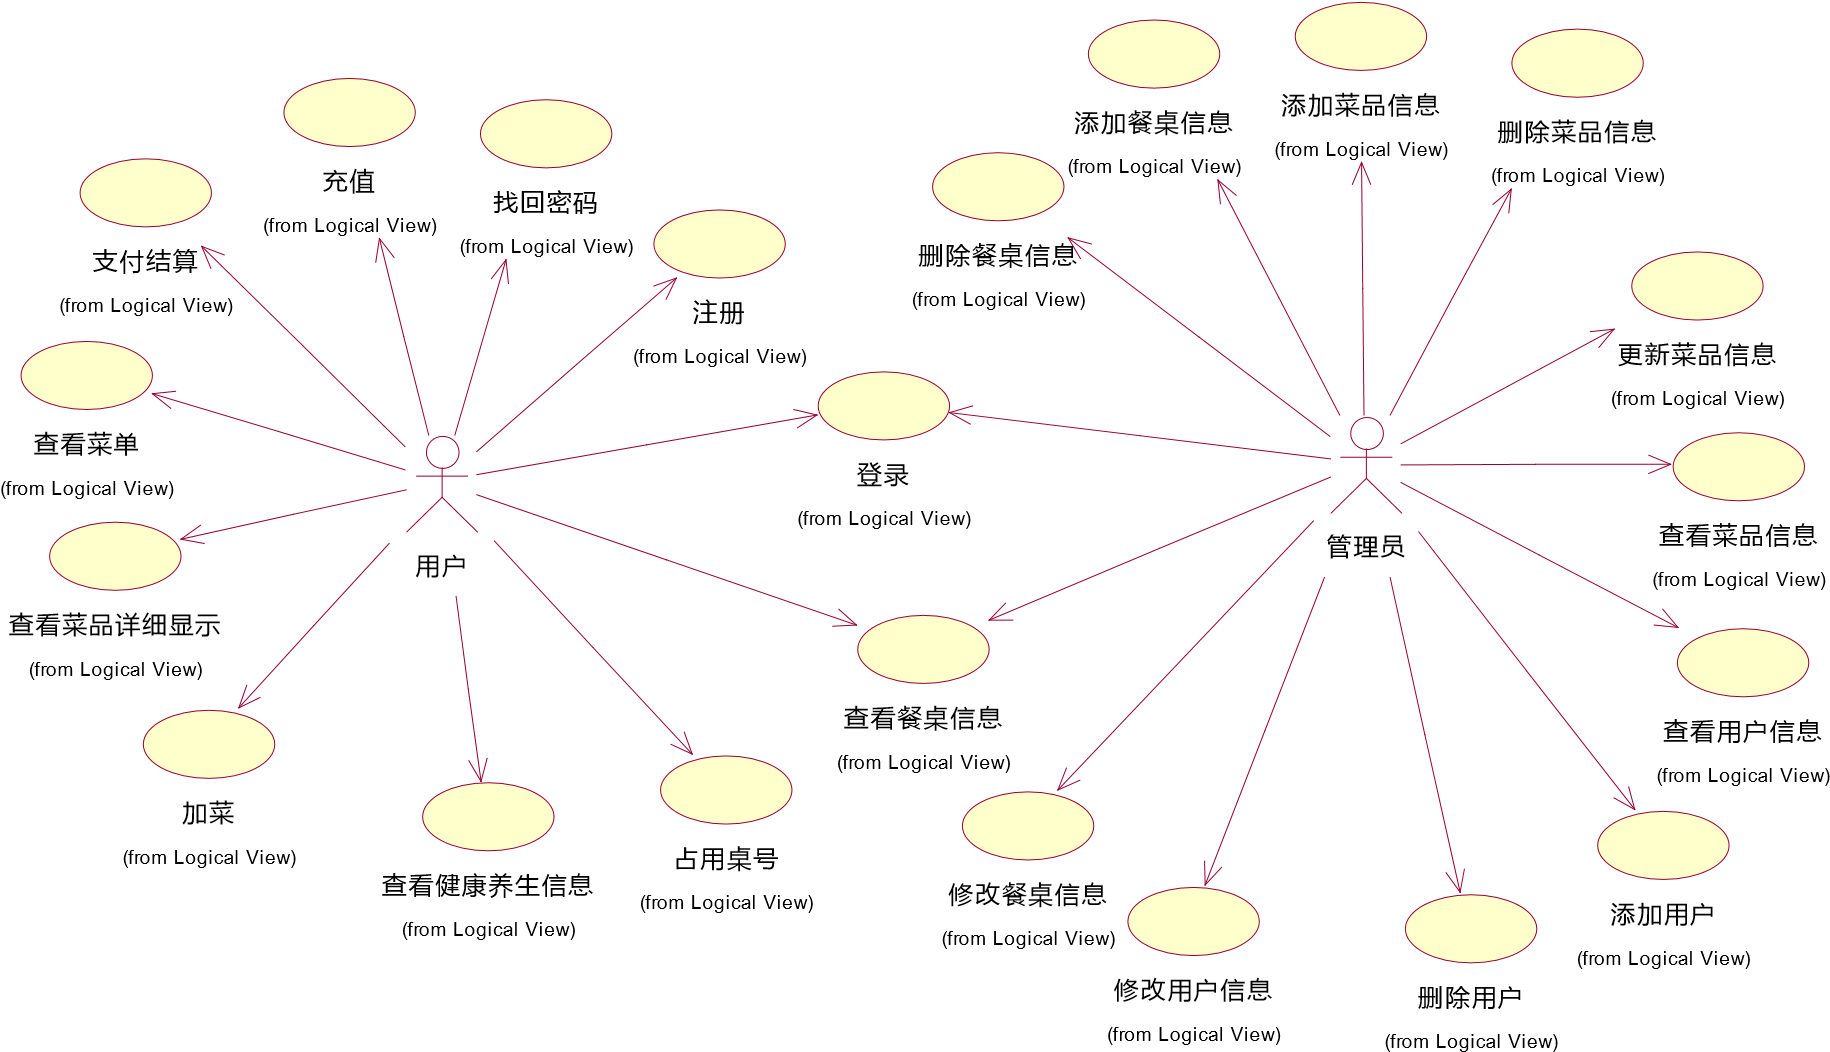 添加菜品信息
(from Logical View)
添加餐桌信息
(from Logical View)
删除菜品信息
(from Logical View)
充值
(from Logical View)
找回密码
(from Logical View)
支付结算
(from Logical View)
删除餐桌信息
(from Logical View)
注册
(from Logical View)
更新菜品信息
(from Logical View)
查看菜单
(from Logical View)
登录
(from Logical View)
用户
管理员
查看菜品信息
(from Logical View)
查看菜品详细显示
(from Logical View)
查看餐桌信息
(from Logical View)
查看用户信息
(from Logical View)
加菜
(from Logical View)
查看健康养生信息
(from Logical View)
占用桌号
(from Logical View)
修改餐桌信息
(from Logical View)
添加用户
(from Logical View)
修改用户信息
(from Logical View)
删除用户
(from Logical View)